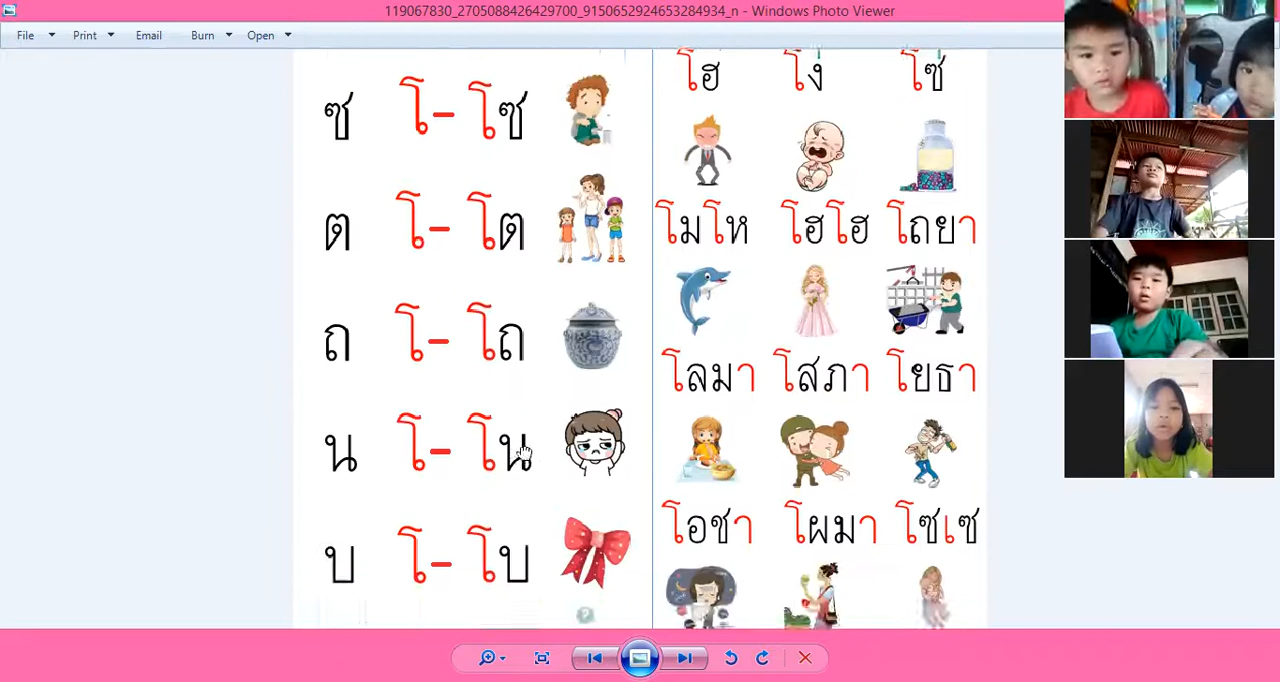 119067830_2705088426429700_9150652924653284934_n - Windows Photo Viewer
File Print Email Burn Open
ซ โ- โซ
ต โ- โต
ถ โ- โถ
น โ- โน
บ โ- โบ
โฮ โง่ โซ่
โมโห โฮโฮ โถยา
โลมา โสภา โยธา
โอชา โผมา โซเซ